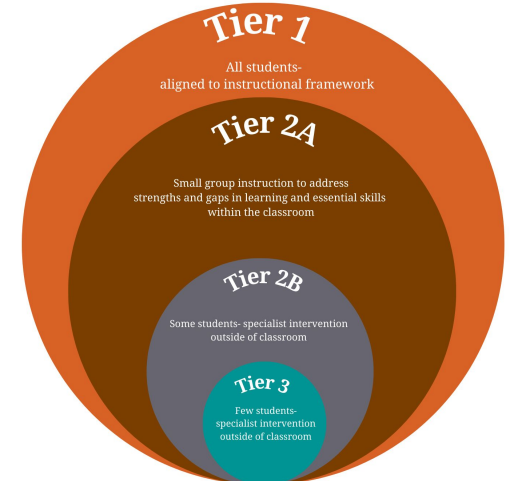 Tier 1
All students-
aligned to instructional framework
Tier 2A
Small group instruction to address
strengths and gaps in learning and essential skills
within the classroom
Tier 2B
Some students- specialist intervention
outside of classroom
Tier 3
Few students-
specialist intervention
outside of classroom